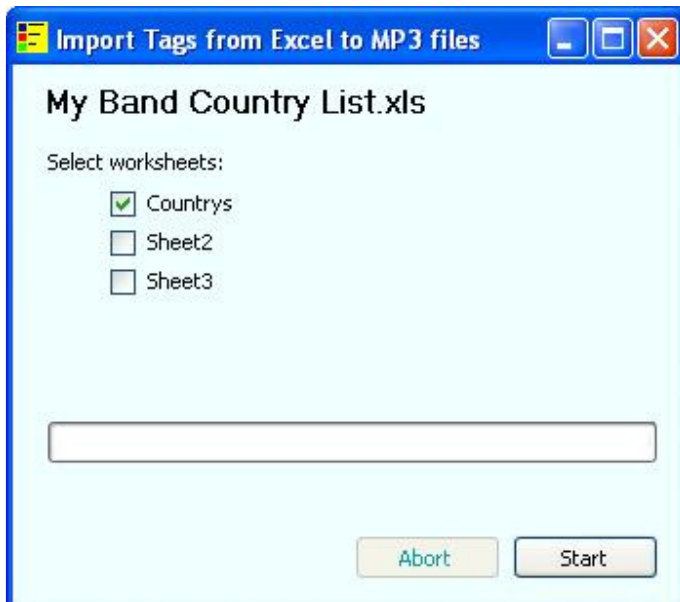 Import Tags from Excel to MP3 files
My Band Country List.xls
Select worksheets:
Countrys
Sheet2
Sheet3
Abort Start